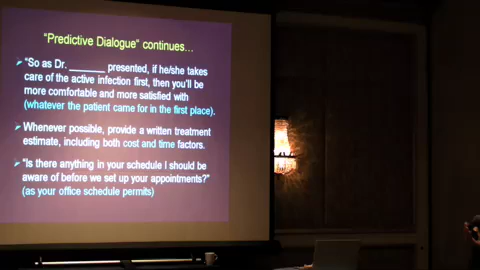 "Predictive Dialogue" continues...
"So as Dr. _______ presented, if he/she takes
care of the active infection first, then you'll be
more comfortable and more satisfied with
(whatever the patient came for in the first place).
Whenever possible, provide a written treatment
estimate, including both cost and time factors.
"Is there anything in your schedule I should be
aware of before we set up your appointments?"
(as your office schedule permits)